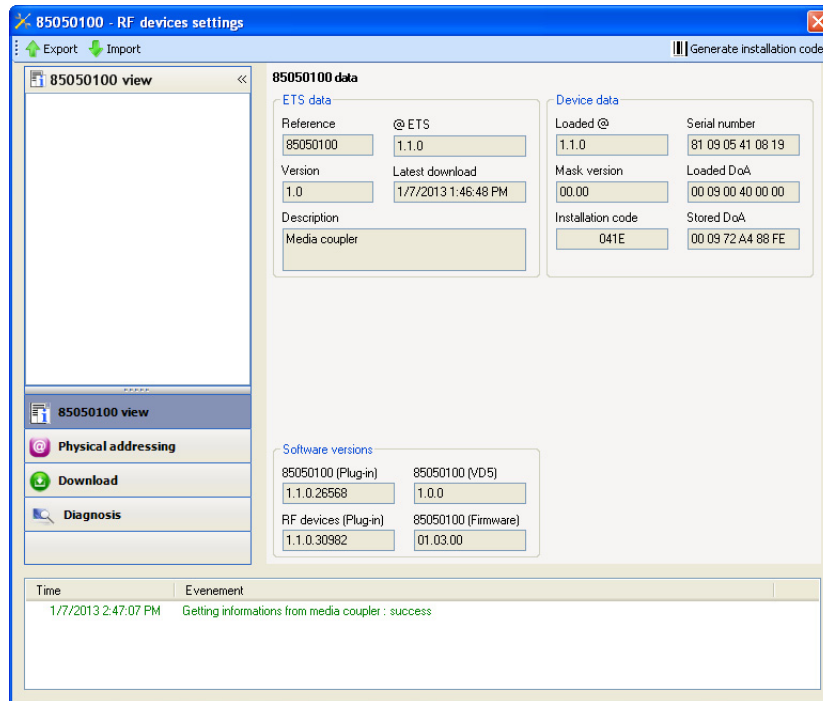 85050100 - RF devices settings
Export Import Generate installation code
85050100 view «
85050100 data
ETS data
Reference @ ETS
85050100 1.1.0
Version Latest download
1.0 1/7/2013 1:46:48 PM
Description
Media coupler
Device data
Loaded @ Serial number
1.1.0 81 09 05 41 08 19
Mask version Loaded DoA
00.00 00 09 00 40 00 00
Installation code Stored DoA
041E 00 09 72 A4 88 FE
85050100 view
Physical addressing
Download
Diagnosis
Software versions
85050100 (Plug-in) 85050100 (VD5)
1.1.0.26568 1.0.0
RF devices (Plug-in) 85050100 (Firmware)
1.1.0.30982 01.03.00
Time Evenement
1/7/2013 2:47:07 PM Getting informations from media coupler : success